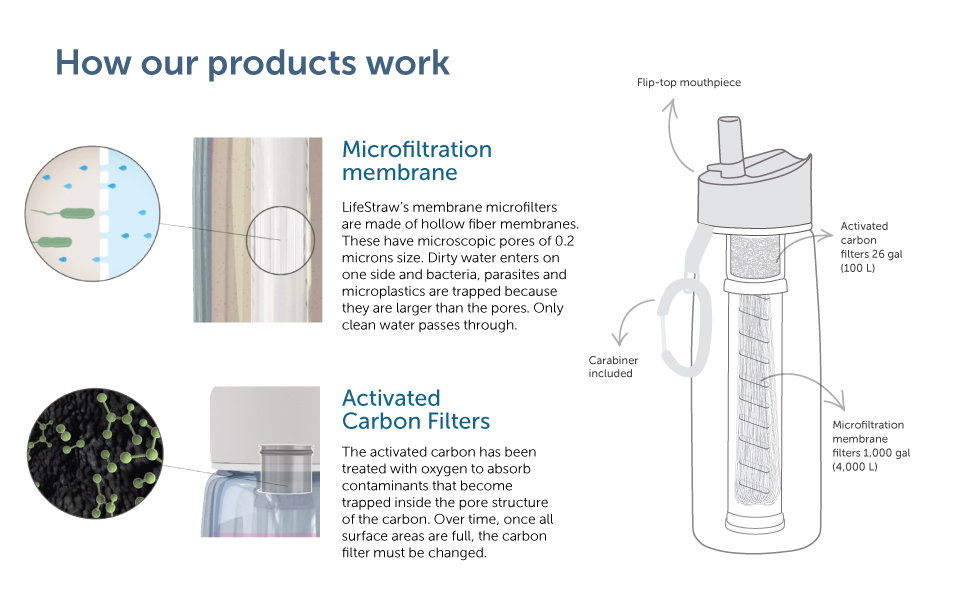 How our products work
Flip-top mouthpiece
Microfiltration
membrane
LifeStraw's membrane microfilters
are made of hollow fiber membranes.
These have microscopic pores of 0.2
microns size. Dirty water enters on
one side and bacteria, parasites and
microplastics are trapped because
they are larger than the pores. Only
clean water passes through.
Activated
carbon
filters 26 gal
(100 L)
Carabiner
included
Activated
Carbon Filters
The activated carbon has been
treated with oxygen to absorb
contaminants that become
trapped inside the pore structure
of the carbon. Over time, once all
surface areas are full, the carbon
filter must be changed.
Microfiltration
membrane
filters 1,000 gal
(4,000 L)